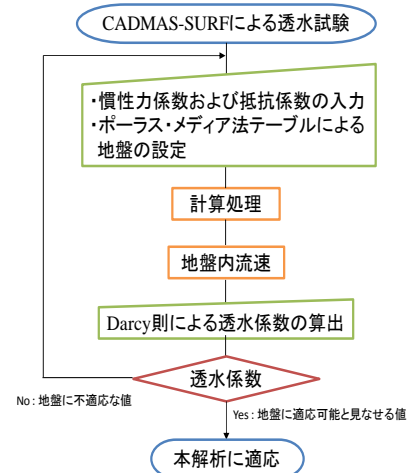 CADMAS-SURFによる透水試験
・慣性力係数および抵抗係数の入力
・ポーラス・メディア法テーブルによる
地盤の設定
計算処理
地盤内流速
Darcy則による透水係数の算出
透水係数
No : 地盤に不適応な値
Yes : 地盤に適応可能と見なせる値
本解析に適応